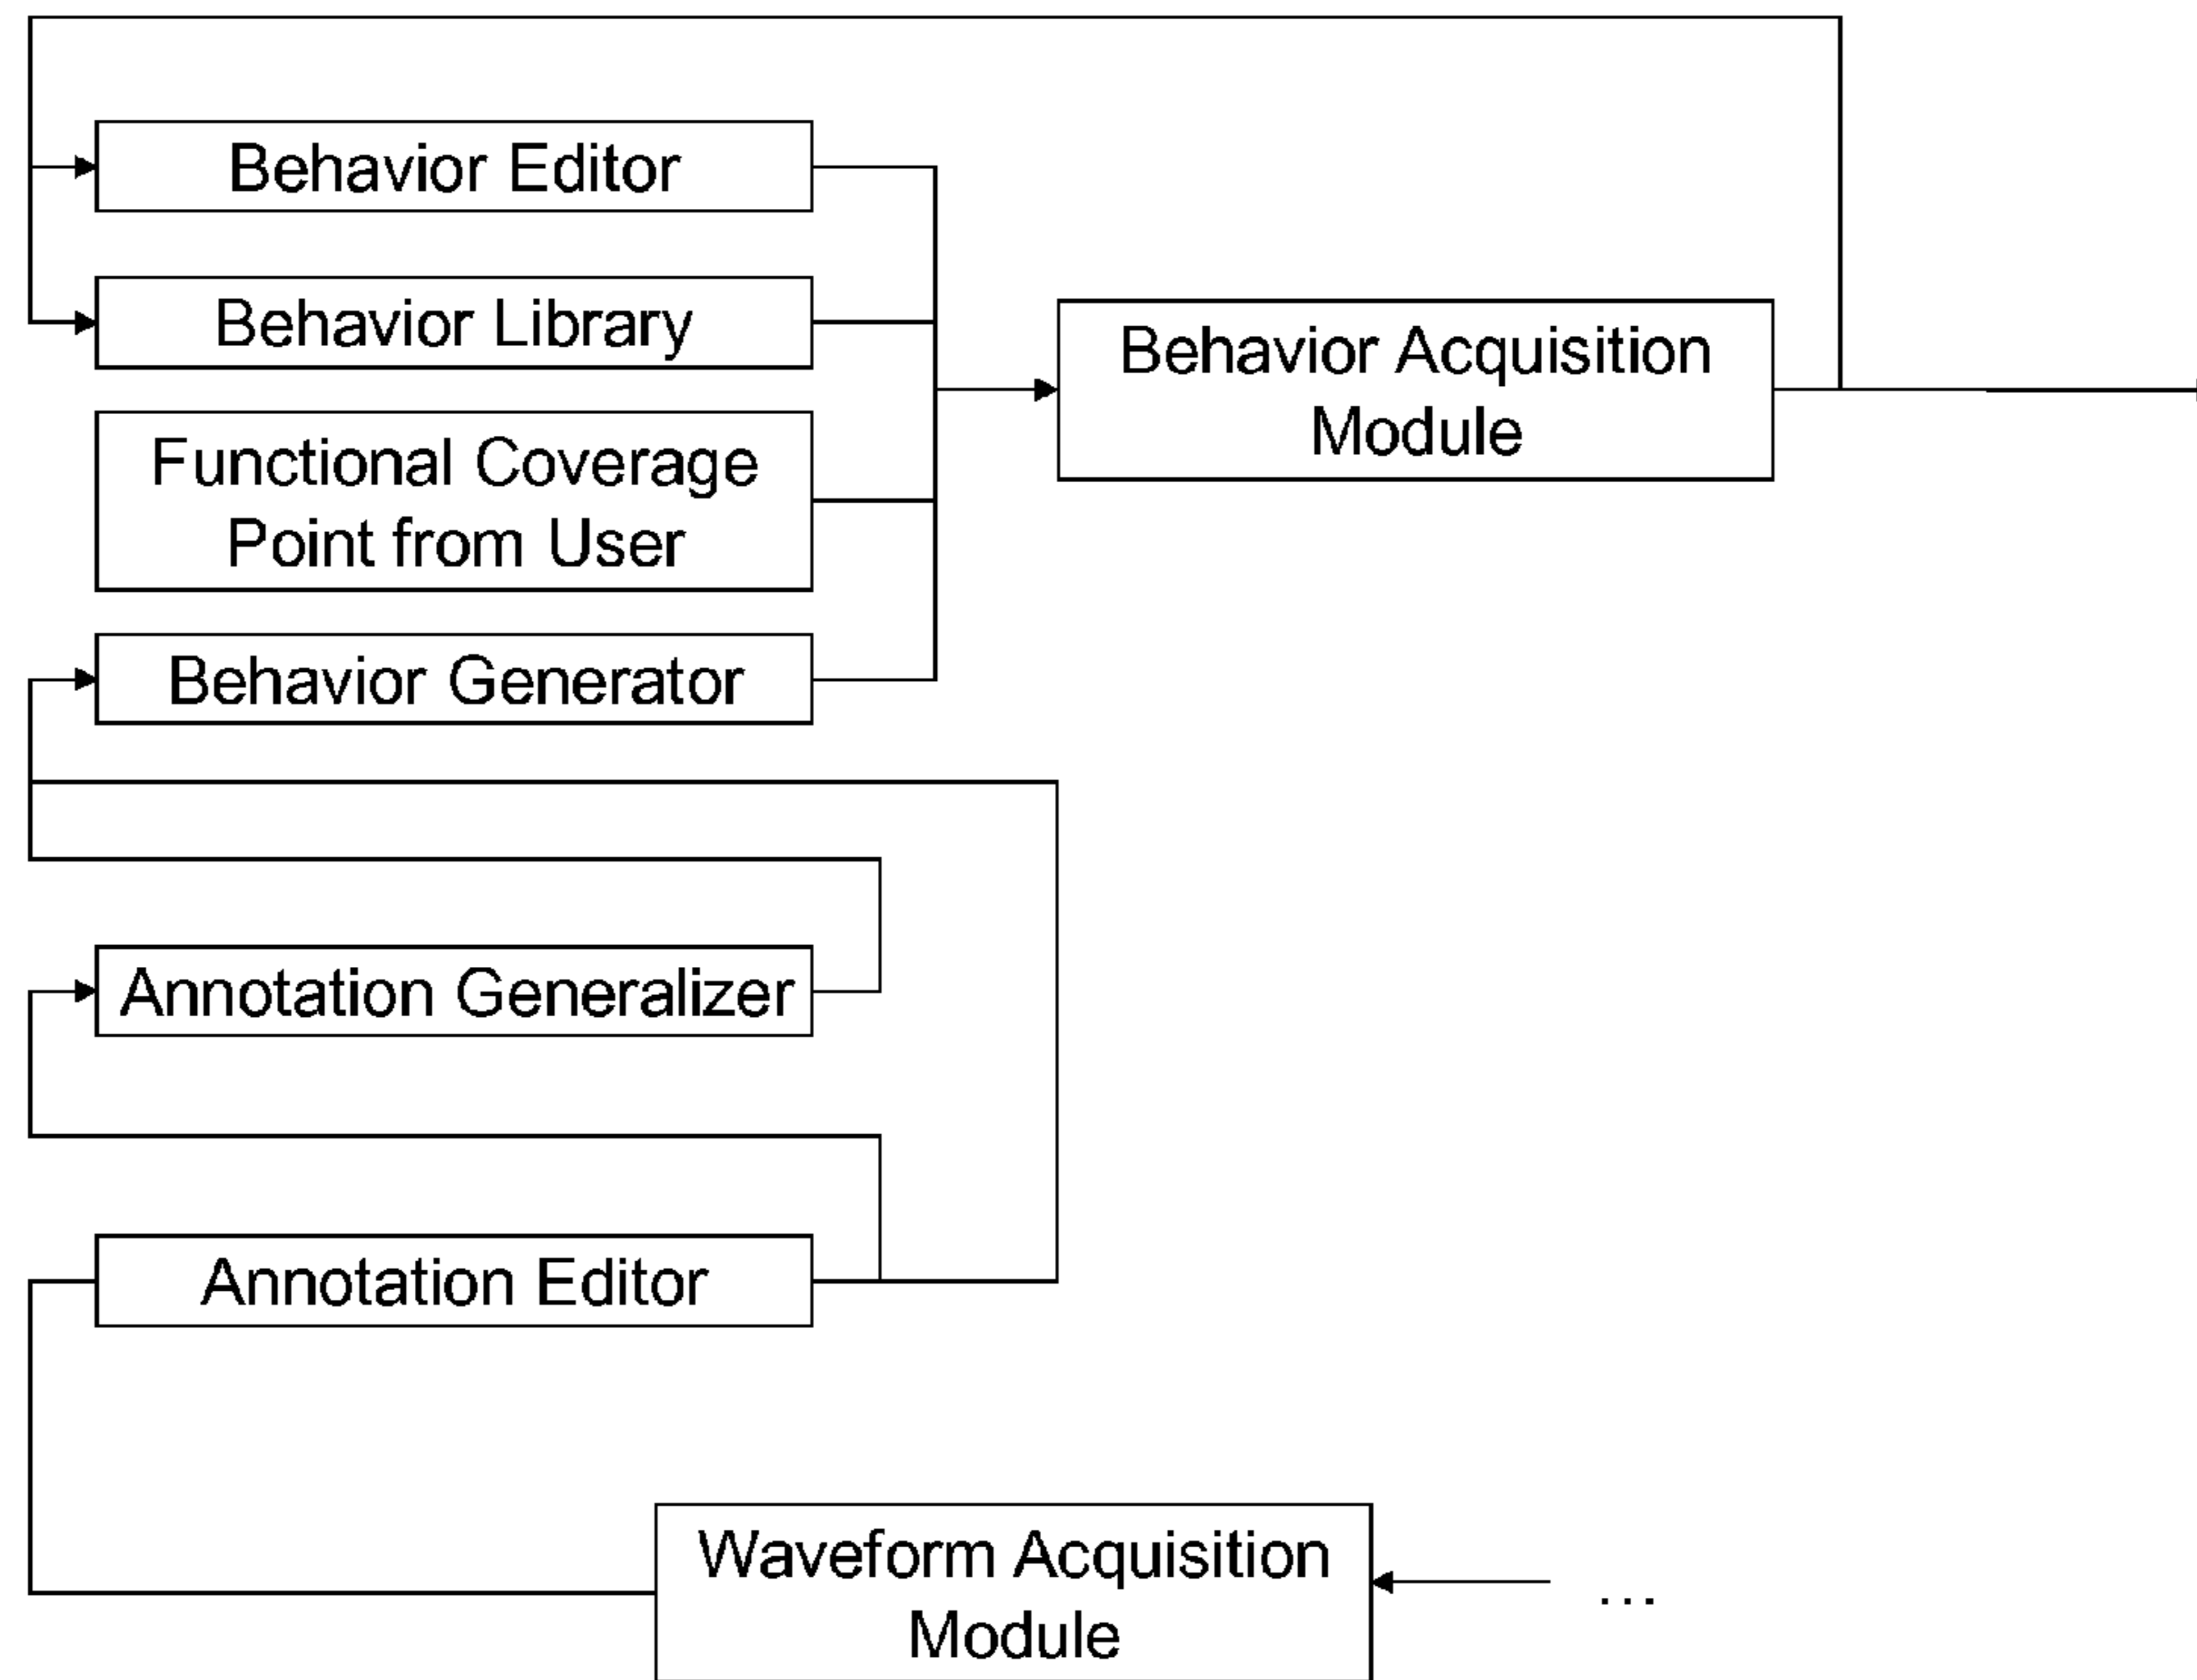 Behavior Editor
Behavior Library
Behavior Acquisition
Module
Functional Coverage
Point from User
Behavior Generator
Annotation Generalizer
Annotation Editor
Waveform Acquisition
Module
...